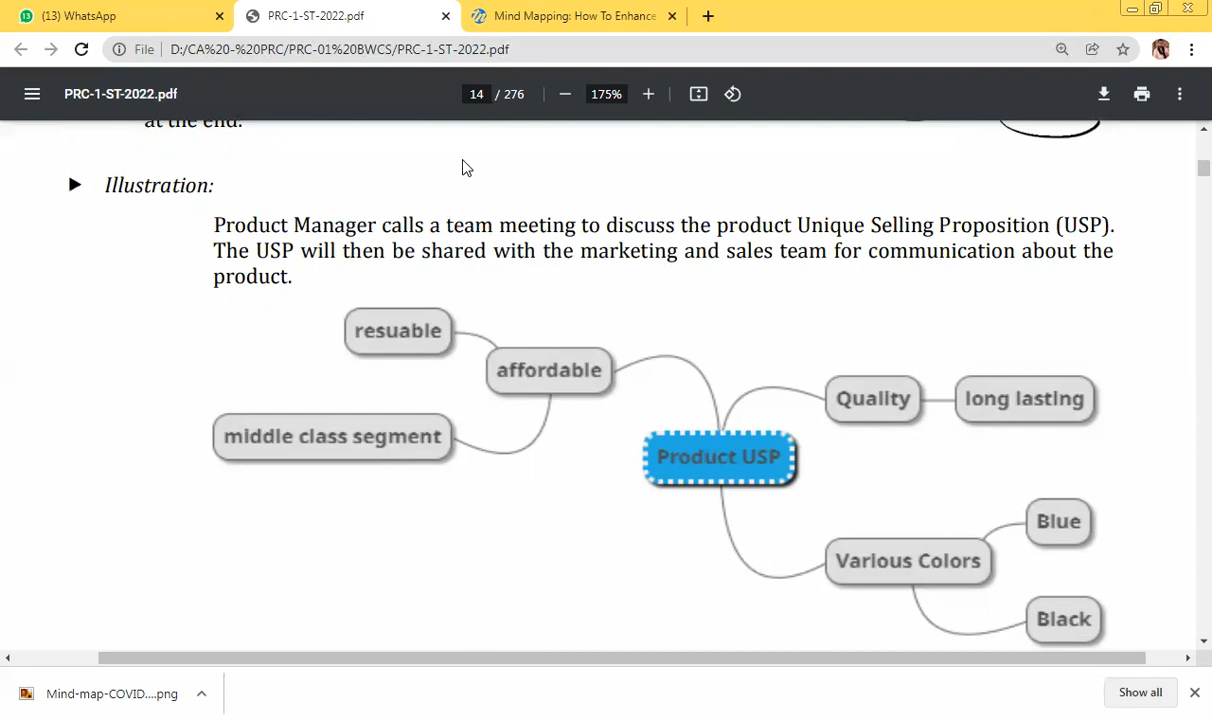 (13) WhatsApp
PRC-1-ST-2022.pdf
Mind Mapping: How To Enhance
File
D:/CA%20-%20PRC/PRC-01%20BWCS/PRC-1-ST-2022.pdf
PRC-1-ST-2022.pdf
14 / 276
175%
at the end.
Illustration:
Product Manager calls a team meeting to discuss the product Unique Selling Proposition (USP).
The USP will then be shared with the marketing and sales team for communication about the
product.
resuable
affordable
middle class segment
Product USP
Quality
long lasting
Various Colors
Blue
Black
Mind-map-COVID....png
Show all